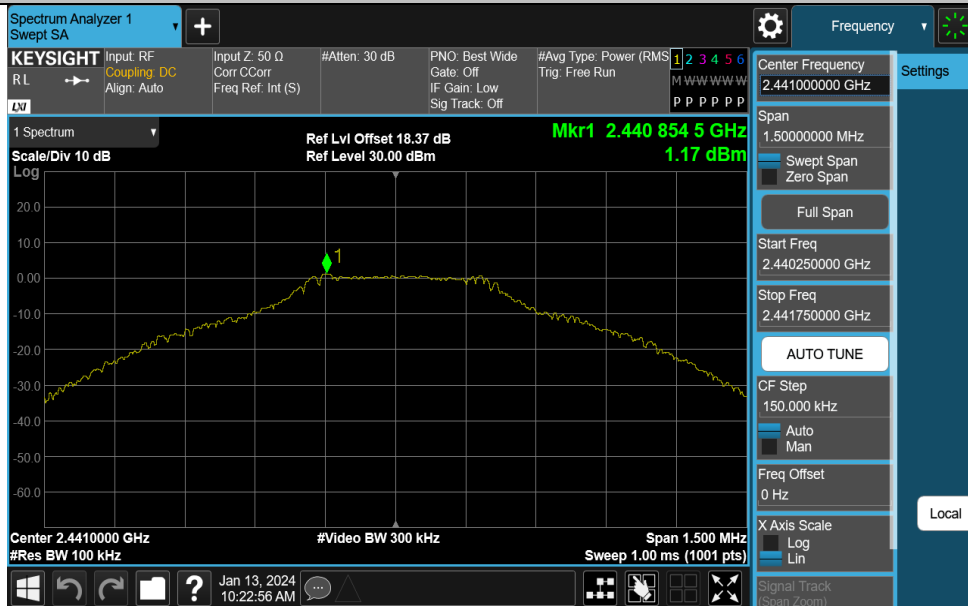 Spectrum Analyzer 1
Swept SA
+
Frequency
KEYSIGHT
R L
LXI
Input: RF
Coupling: DC
Align: Auto
Input Z: 50 Ω
Corr CCorr
Freq Ref: Int (S)
#Atten: 30 dB
PNO: Best Wide
Gate: Off
IF Gain: Low
Sig Track: Off
#Avg Type: Power (RMS
Trig: Free Run
1 2 3 4 5 6
M W W W W W
P P P P P P
1 Spectrum
Scale/Div 10 dB
Ref Lvl Offset 18.37 dB
Ref Level 30.00 dBm
Mkr1 2.440 854 5 GHz
1.17 dBm
Log
20.0
10.0
1
0.00
-10.0
-20.0
-30.0
-40.0
-50.0
-60.0
Center 2.4410000 GHz
#Res BW 100 kHz
#Video BW 300 kHz
Span 1.500 MHz
Sweep 1.00 ms (1001 pts)
Center Frequency
2.441000000 GHz
Settings
Span
1.50000000 MHz
Swept Span
Zero Span
Full Span
Start Freq
2.440250000 GHz
Stop Freq
2.441750000 GHz
AUTO TUNE
CF Step
150.000 kHz
Auto
Man
Freq Offset
0 Hz
Local
X Axis Scale
Log
Lin
Signal Track
(Span Zoom)
?
Jan 13, 2024
10:22:56 AM